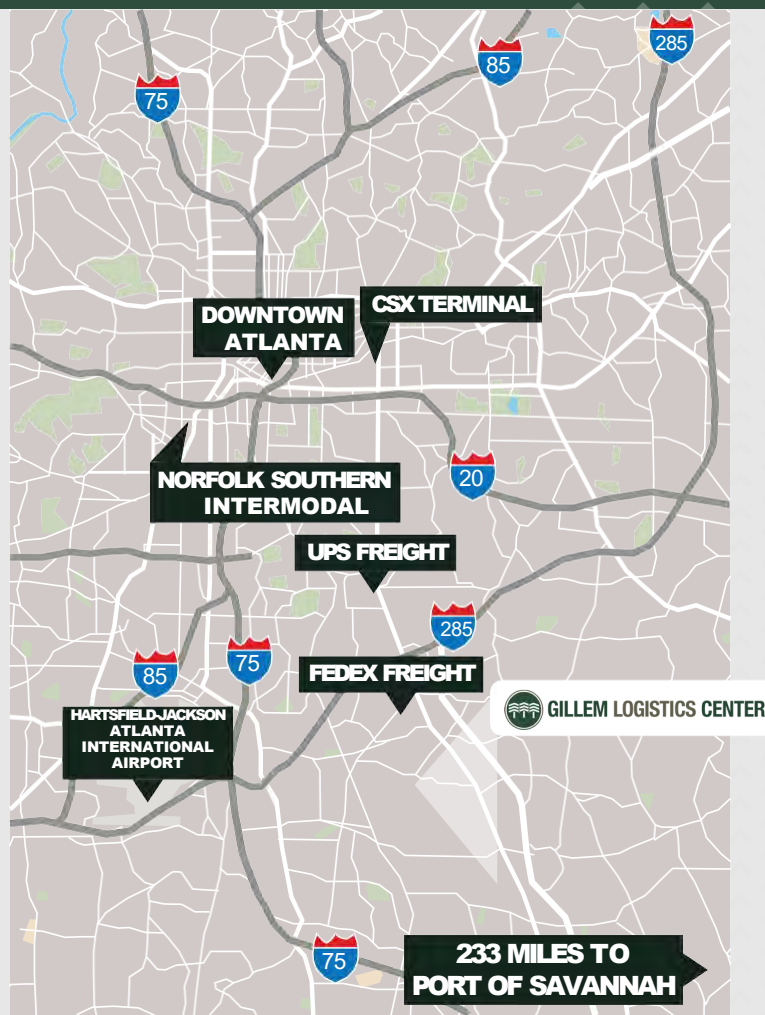 75
85
285
DOWNTOWN
ATLANTA
CSX TERMINAL
NORFOLK SOUTHERN
INTERMODAL
20
UPS FREIGHT
285
85
75
FEDEX FREIGHT
GILLEM LOGISTICS CENTER
HARTSFIELD-JACKSON
ATLANTA
INTERNATIONAL
AIRPORT
75
233 MILES TO
PORT OF SAVANNAH